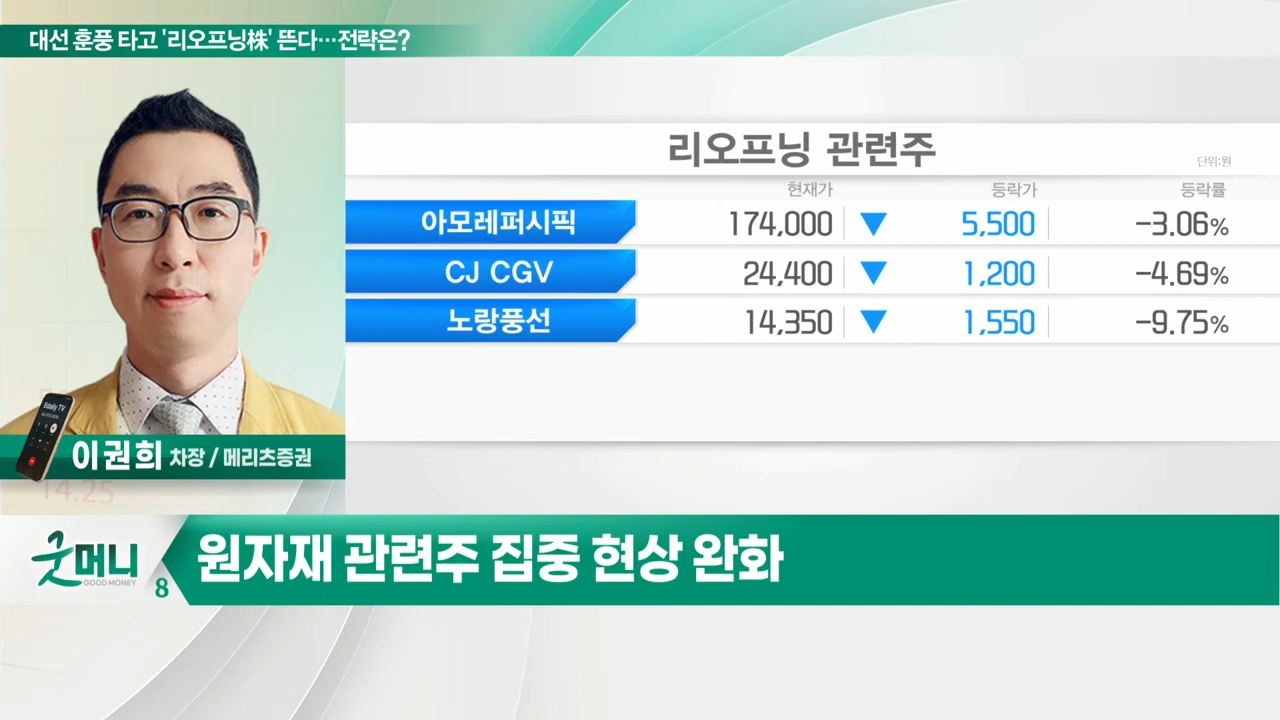 대선 훈풍 타고 '리오프닝株' 뜬다…전략은?
리오프닝 관련주
단위:원
현재가 등락가 등락률
아모레퍼시픽 174,000 ▼ 5,500 -3.06%
CJ CGV 24,400 ▼ 1,200 -4.69%
노랑풍선 14,350 ▼ 1,550 -9.75%
Edaily TV
이권희 차장 / 메리츠증권
14.25
굿머니
GOOD MONEY
8
원자재 관련주 집중 현상 완화